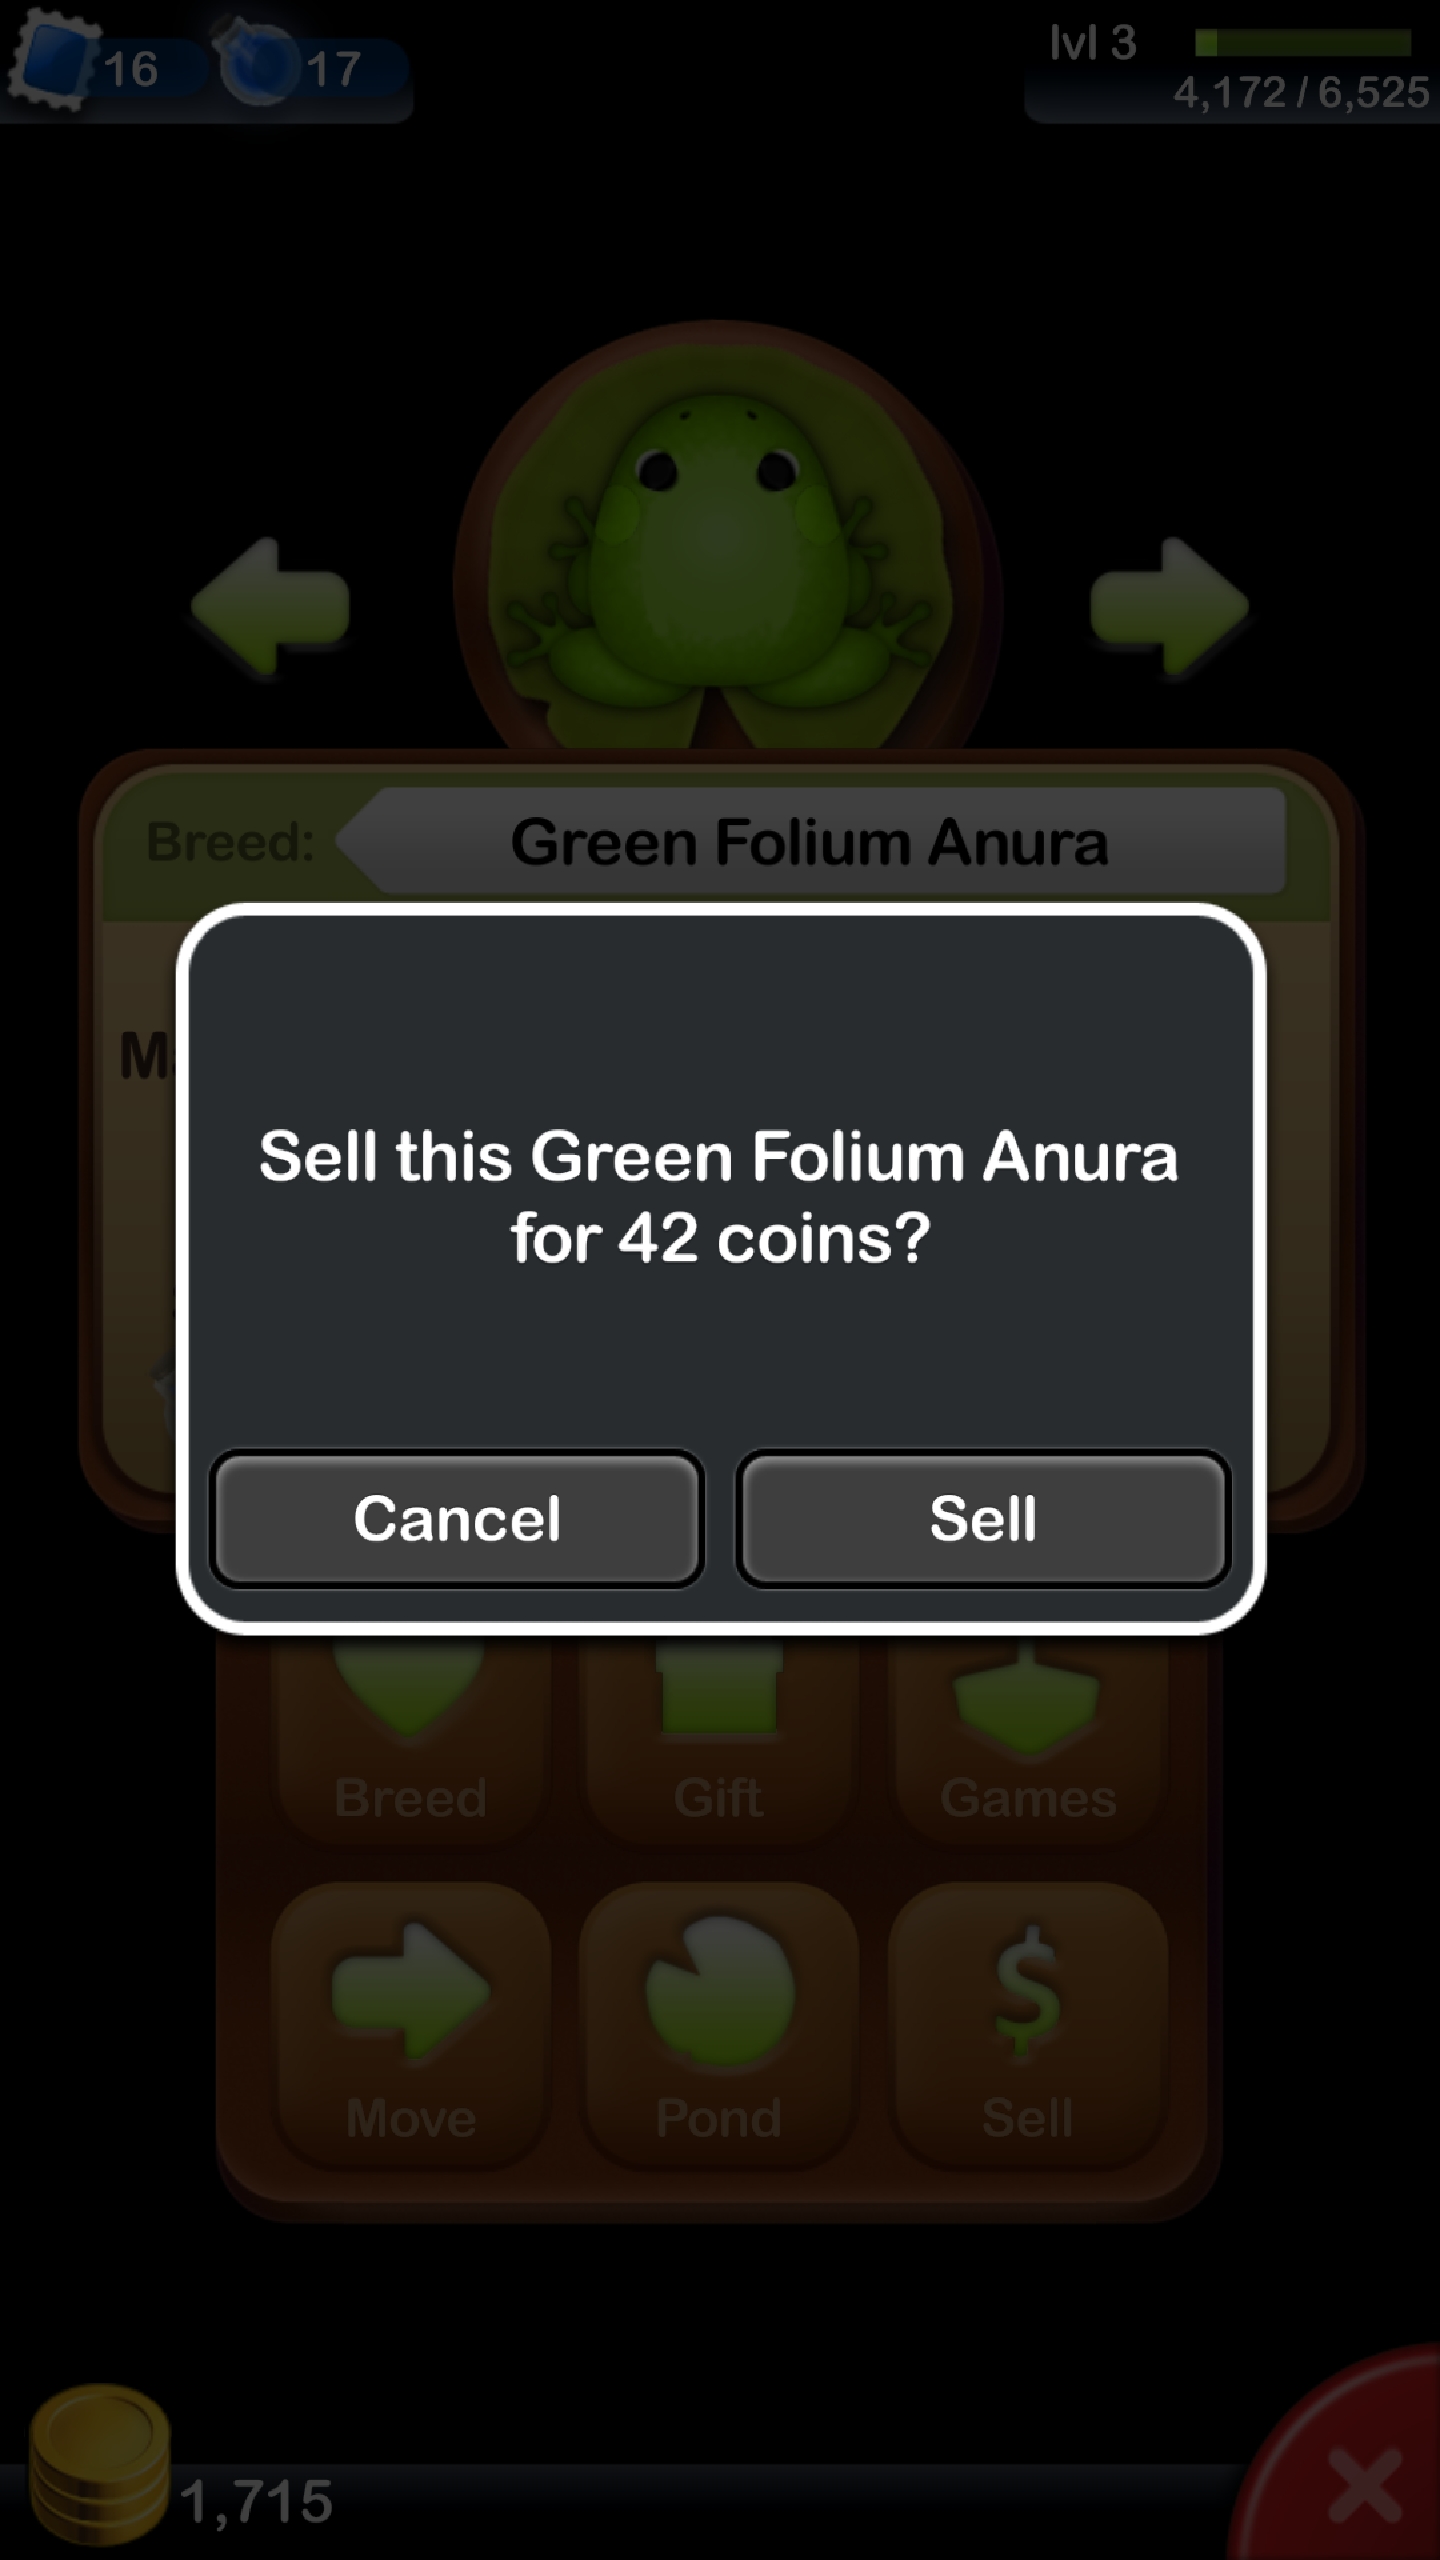 16
17
lvl 3
4,172 / 6,525
Breed:
Green Folium Anura
Sell this Green Folium Anura
for 42 coins?
Cancel
Sell
Breed
Gift
Games
Move
Pond
$
Sell
1,715